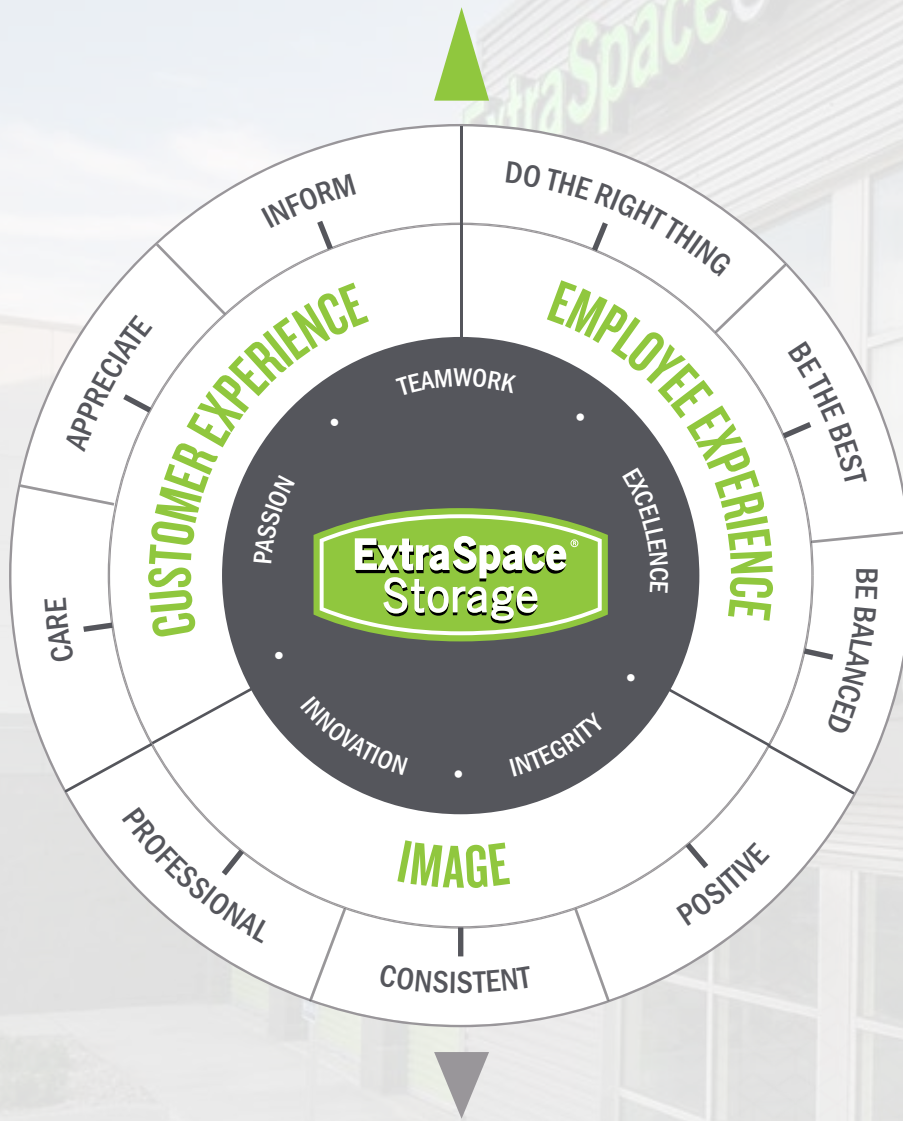 ExtraSpace
INFORM
DO THE RIGHT THING
APPRECIATE
BE THE BEST
CARE
BE BALANCED
PROFESSIONAL
CONSISTENT
POSITIVE
CUSTOMER EXPERIENCE
EMPLOYEE EXPERIENCE
IMAGE
TEAMWORK
PASSION
EXCELLENCE
INNOVATION
INTEGRITY
ExtraSpace®
Storage